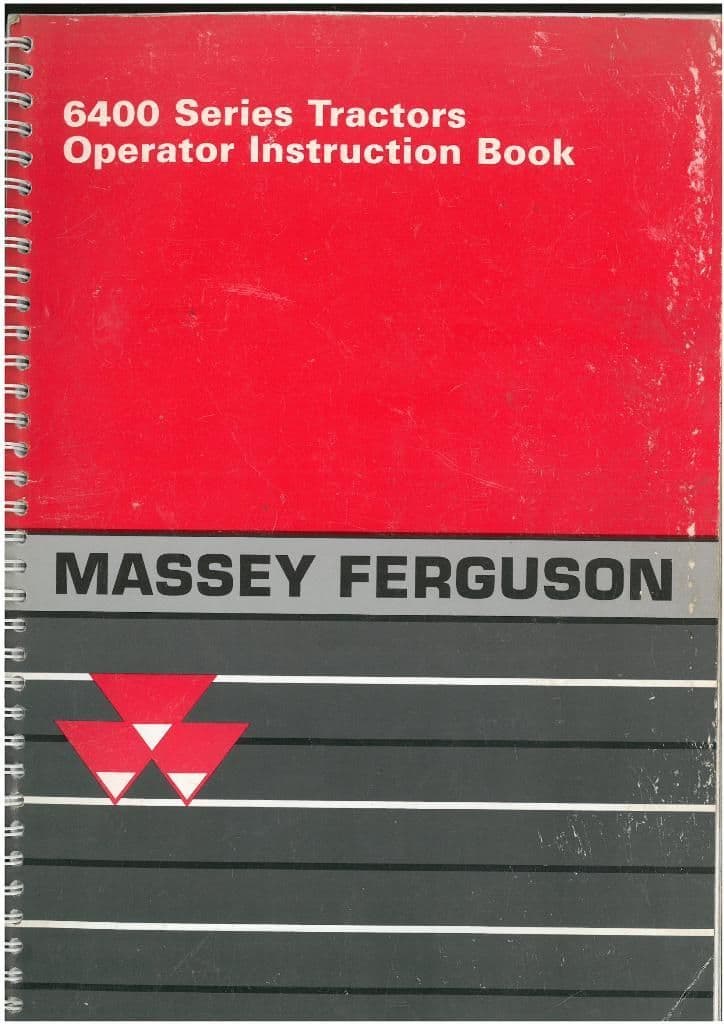 6400 Series Tractors
Operator Instruction Book
MASSEY FERGUSON